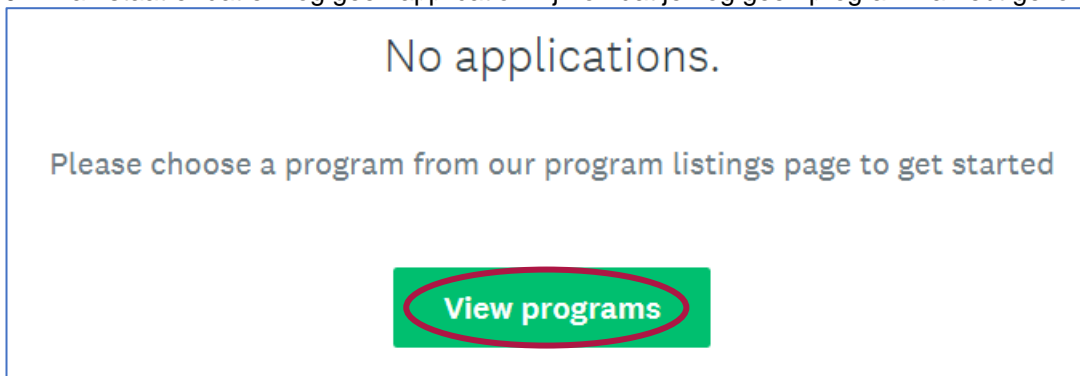 No applications.
Please choose a program from our program listings page to get started
View programs